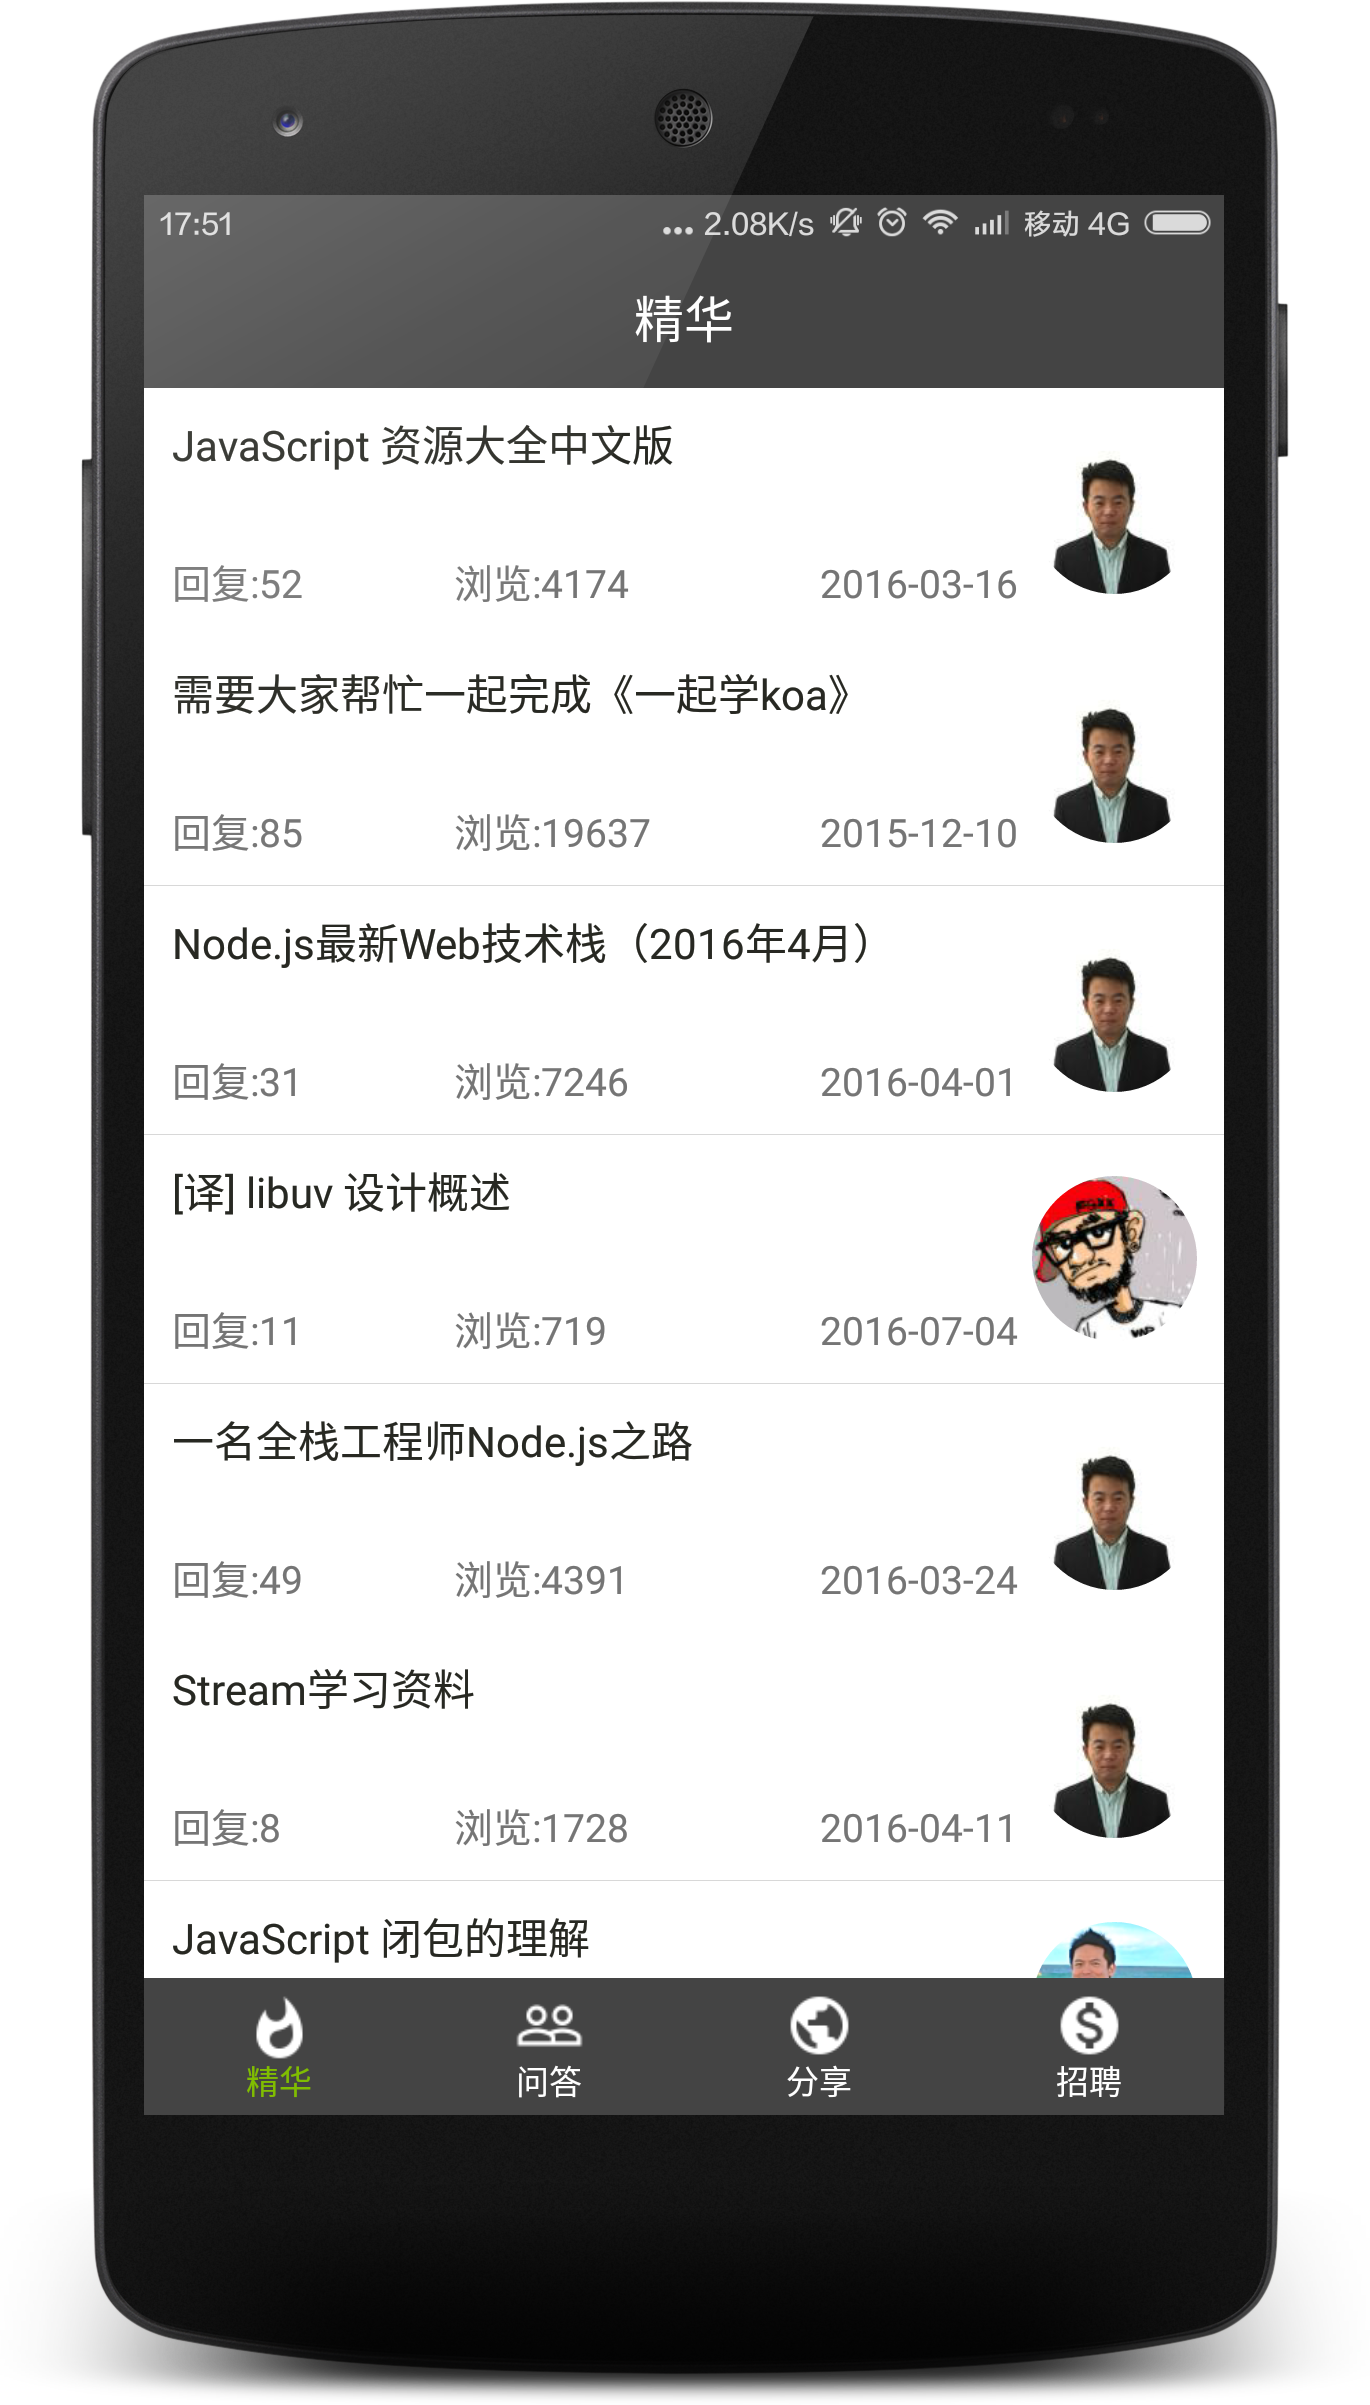 17:51 ... 2.08K/s 移动 4G
精华
JavaScript 资源大全中文版
回复:52 浏览:4174 2016-03-16
需要大家帮忙一起完成《一起学koa》
回复:85 浏览:19637 2015-12-10
Node.js最新Web技术栈（2016年4月）
回复:31 浏览:7246 2016-04-01
[译] libuv 设计概述
回复:11 浏览:719 2016-07-04
一名全栈工程师Node.js之路
回复:49 浏览:4391 2016-03-24
Stream学习资料
回复:8 浏览:1728 2016-04-11
JavaScript 闭包的理解
精华 问答 分享 招聘